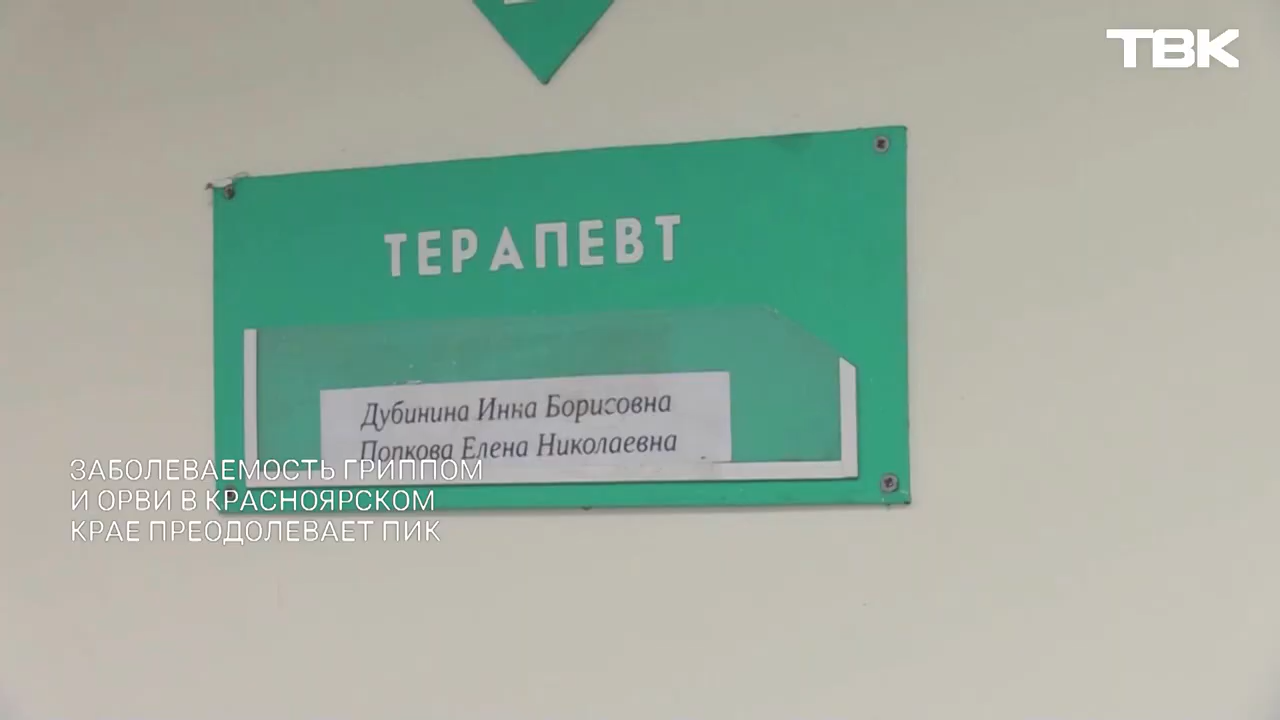 ТВК
ТЕРАПЕВТ
Дубинина Инна Борисовна
Попкова Елена Николаевна
ЗАБОЛЕВАЕМОСТЬ ГРИППОМ
И ОРВИ В КРАСНОЯРСКОМ
КРАЕ ПРЕОДОЛЕВАЕТ ПИК